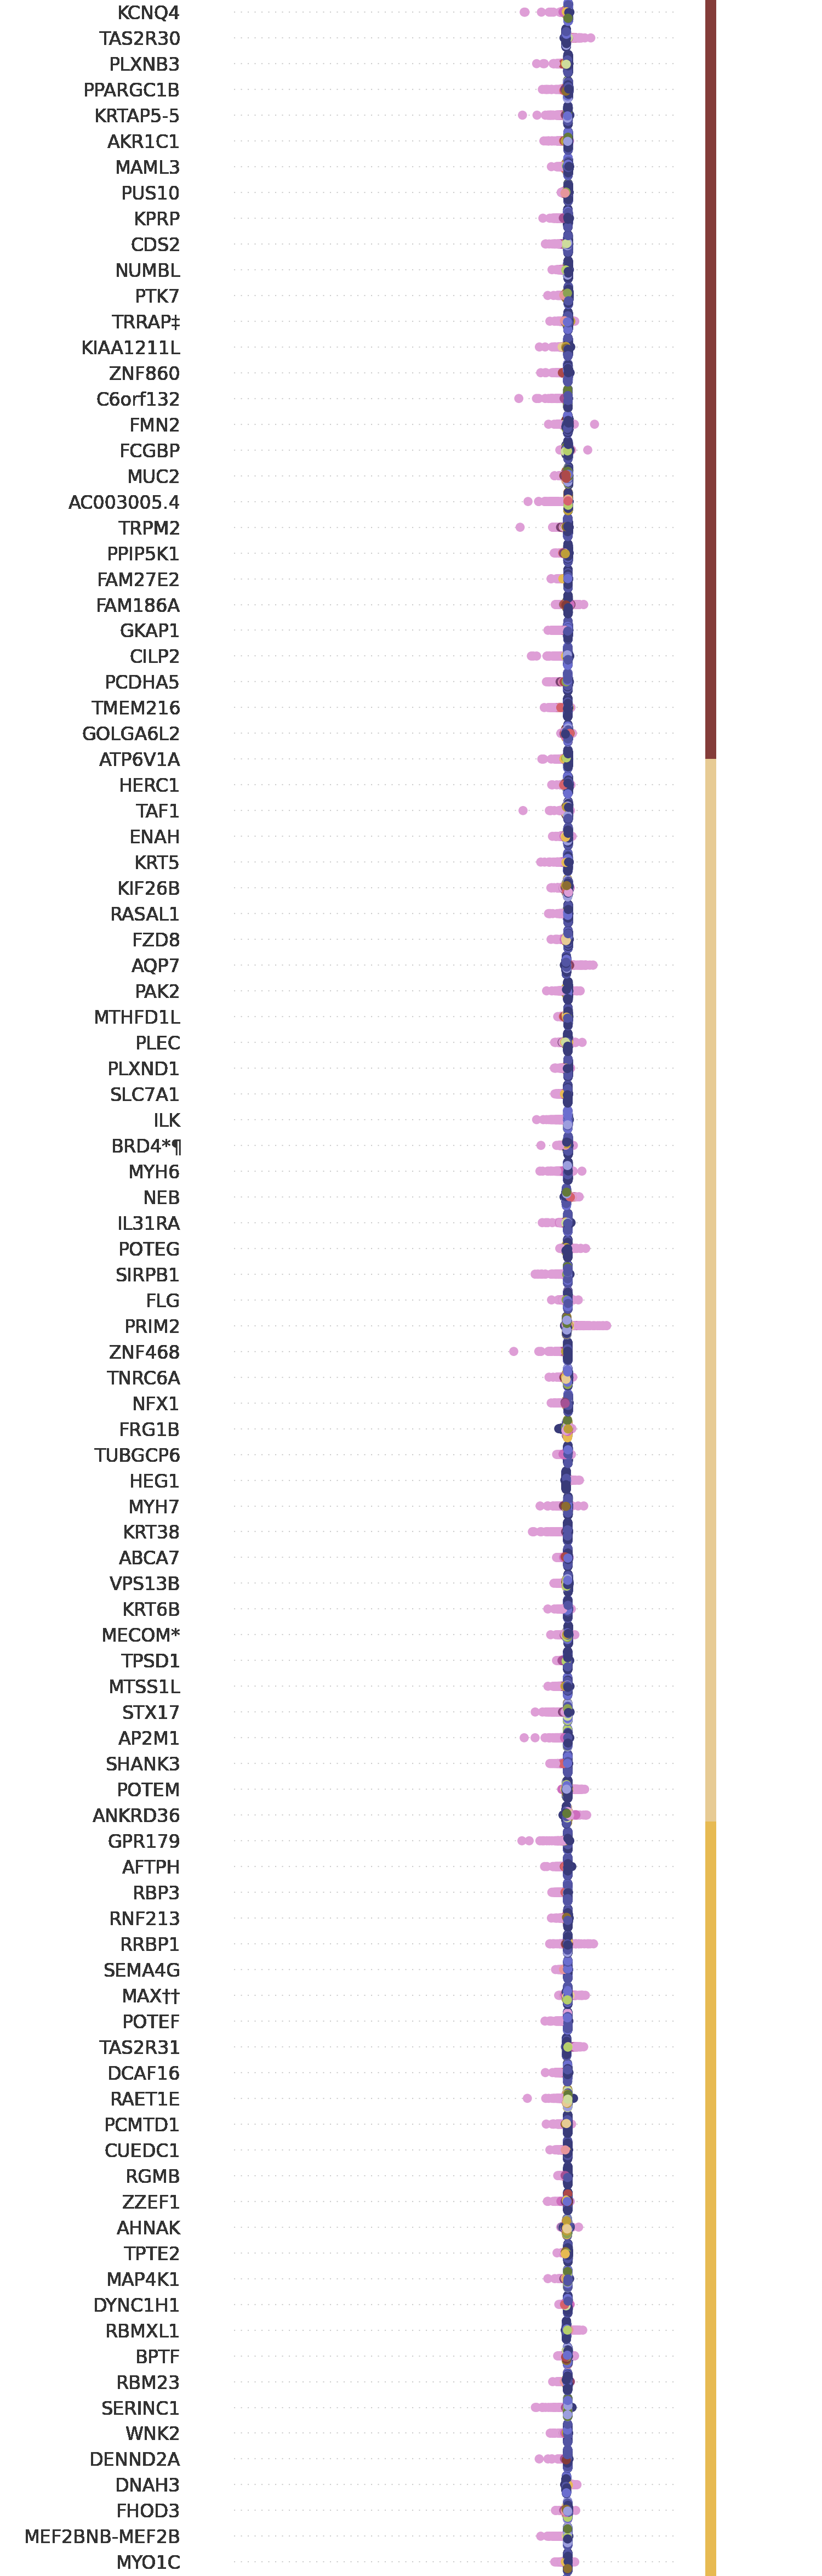 KCNQ4
TAS2R30
PLXNB3
PPARGC1B
KRTAP5-5
AKR1C1
MAML3
PUS10
KPRP
CDS2
NUMBL
PTK7
TRRAP‡
KIAA1211L
ZNF860
C6orf132
FMN2
FCGBP
MUC2
AC003005.4
TRPM2
PPIP5K1
FAM27E2
FAM186A
GKAP1
CILP2
PCDHA5
TMEM216
GOLGA6L2
ATP6V1A
HERC1
TAF1
ENAH
KRT5
KIF26B
RASAL1
FZD8
AQP7
PAK2
MTHFD1L
PLEC
PLXND1
SLC7A1
ILK
BRD4*¶
MYH6
NEB
IL31RA
POTEG
SIRPB1
FLG
PRIM2
ZNF468
TNRC6A
NFX1
FRG1B
TUBGCP6
HEG1
MYH7
KRT38
ABCA7
VPS13B
KRT6B
MECOM*
TPSD1
MTSS1L
STX17
AP2M1
SHANK3
POTEM
ANKRD36
GPR179
AFTPH
RBP3
RNF213
RRBP1
SEMA4G
MAX††
POTEF
TAS2R31
DCAF16
RAET1E
PCMTD1
CUEDC1
RGMB
ZZEF1
AHNAK
TPTE2
MAP4K1
DYNC1H1
RBMXL1
BPTF
RBM23
SERINC1
WNK2
DENND2A
DNAH3
FHOD3
MEF2BNB-MEF2B
MYO1C